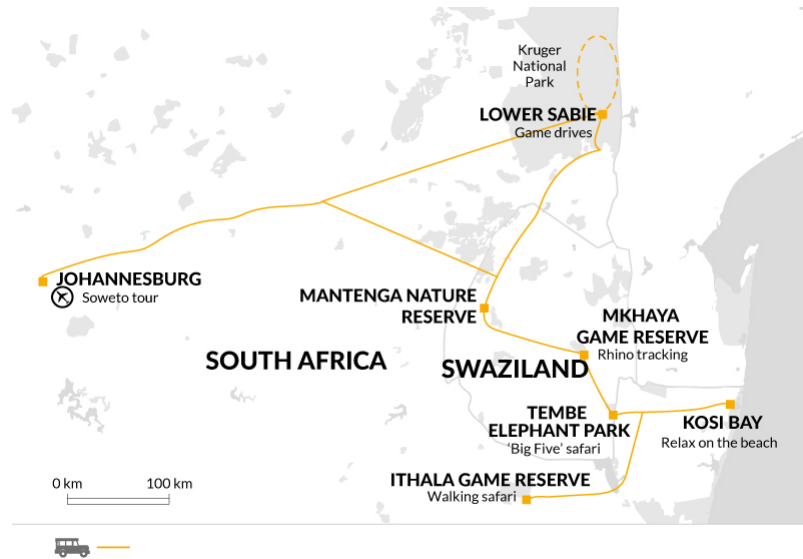 Kruger
National
Park
LOWER SABIE
Game drives
JOHANNESBURG
Soweto tour
MANTENGA NATURE
RESERVE
MKHAYA
GAME RESERVE
Rhino tracking
SOUTH AFRICA
SWAZILAND
TEMBE
ELEPHANT PARK
'Big Five' safari
KOSI BAY
Relax on the beach
ITHALA GAME RESERVE
Walking safari
0 km 100 km